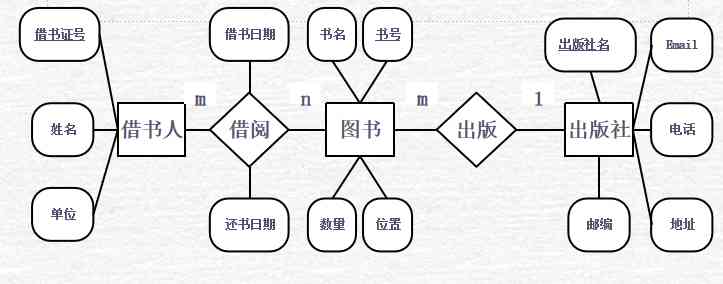 借书证号
借书日期
书名
书号
出版社名
Email
m
n
m
1
姓名
借书人
借阅
图书
出版
出版社
电话
单位
还书日期
数量
位置
邮编
地址